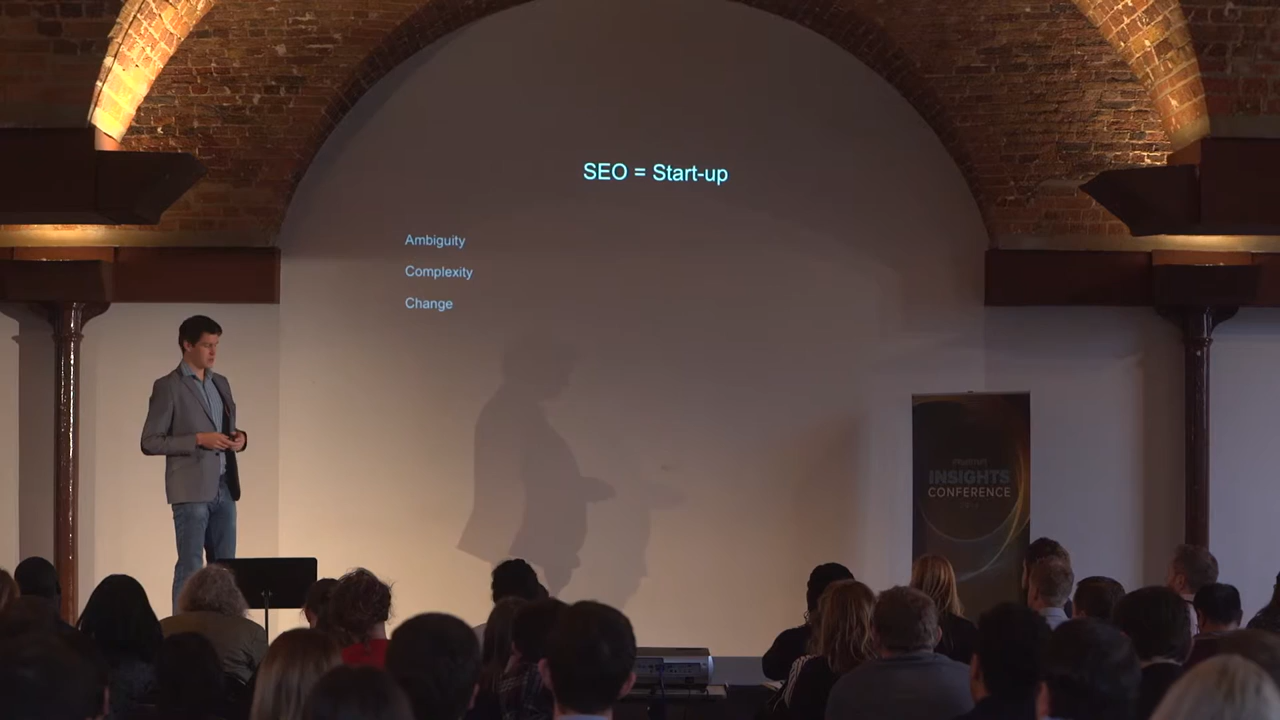 SEO = Start-up
Ambiguity
Complexity
Change
INSIGHTS
CONFERENCE